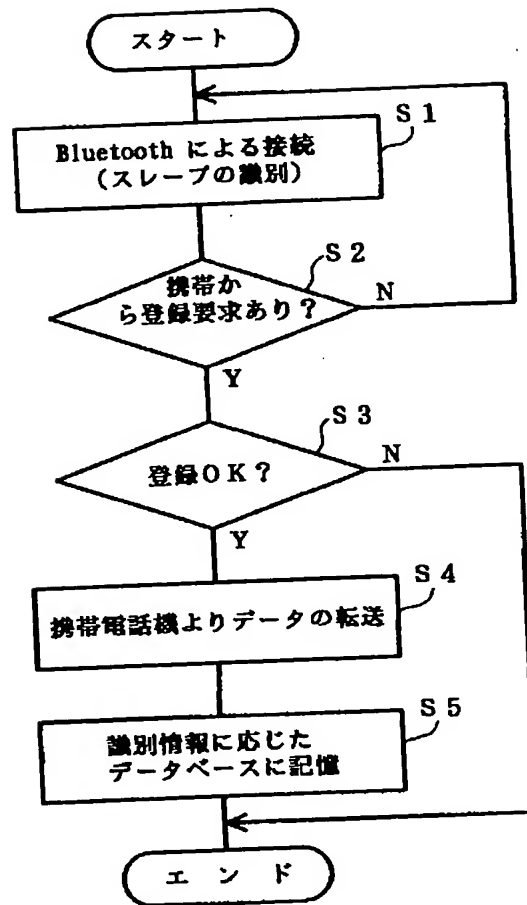 スタート
S1
Bluetooth による接続
(スレーブの識別)
S2
携帯か
ら登録要求あり?
N
Y
S3
登録OK?
N
Y
S4
携帯電話機よりデータの転送
S5
識別情報に応じた
データベースに記憶
エンド